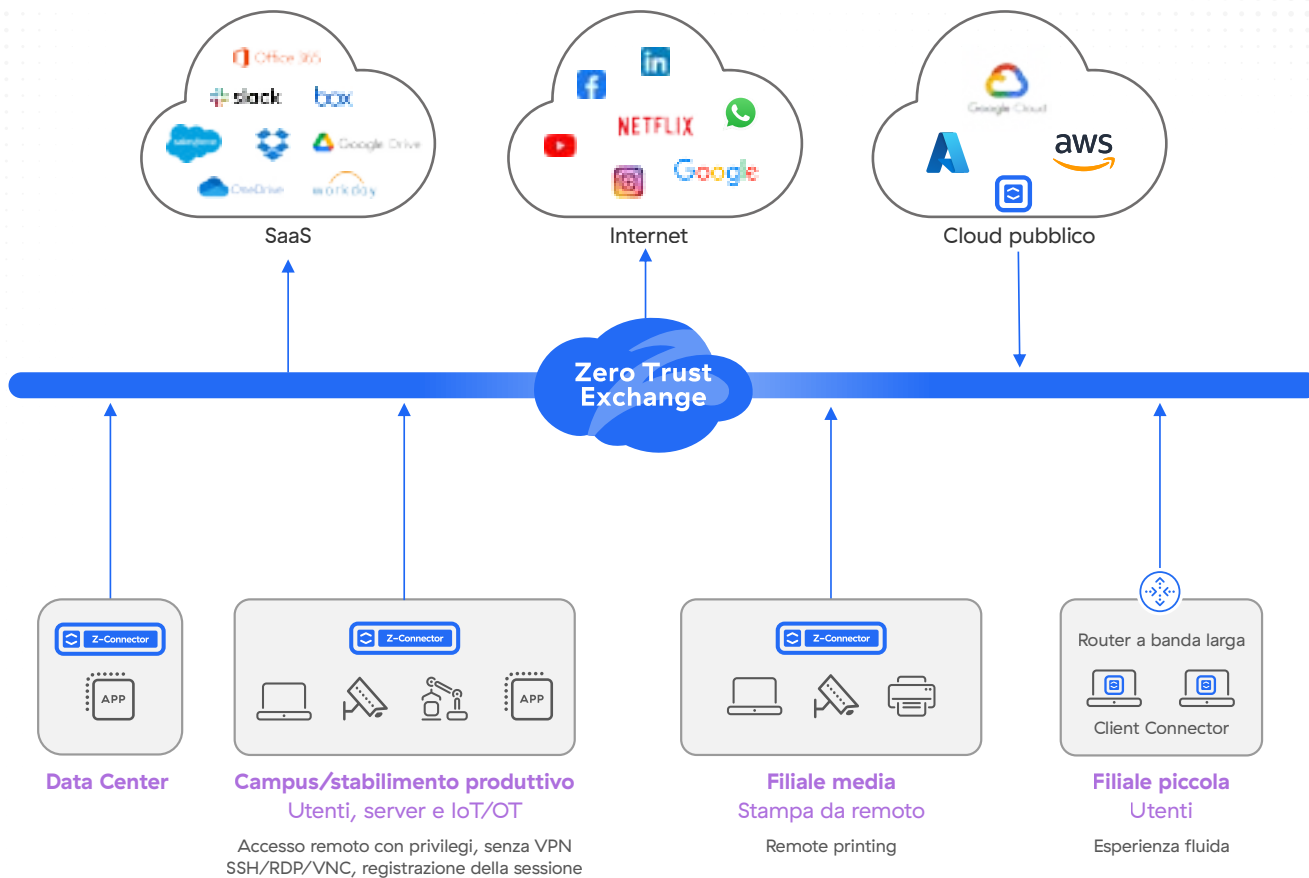 Office 365
slack
box
salesforce
Google Drive
OneDrive
workday
SaaS
NETFLIX
Google
Internet
Google Cloud
aws
Cloud pubblico
Zero Trust
Exchange
Z-Connector
APP
Data Center
Z-Connector
APP
Campus/stabilimento produttivo
Utenti, server e IoT/OT
Accesso remoto con privilegi, senza VPN
SSH/RDP/VNC, registrazione della sessione
Z-Connector
Filiale media
Stampa da remoto
Remote printing
Router a banda larga
Client Connector
Filiale piccola
Utenti
Esperienza fluida